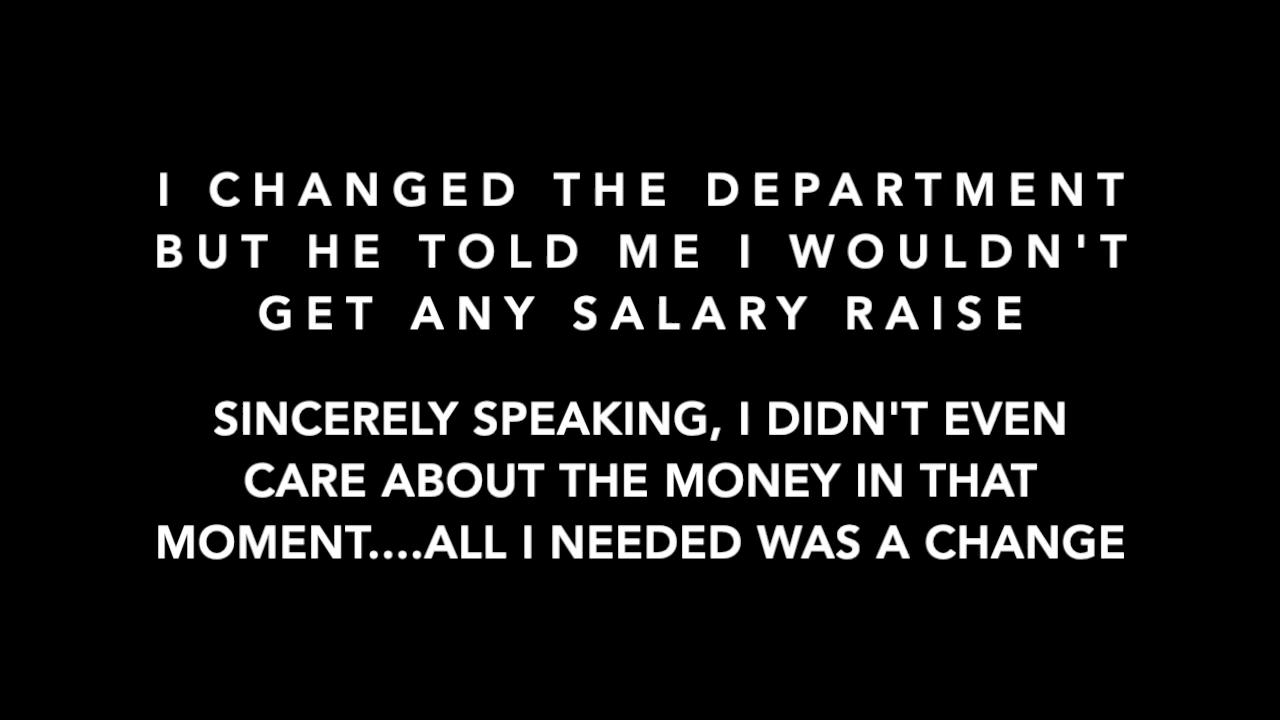 I CHANGED THE DEPARTMENT
BUT HE TOLD ME I WOULDN'T
GET ANY SALARY RAISE
SINCERELY SPEAKING, I DIDN'T EVEN
CARE ABOUT THE MONEY IN THAT
MOMENT....ALL I NEEDED WAS A CHANGE